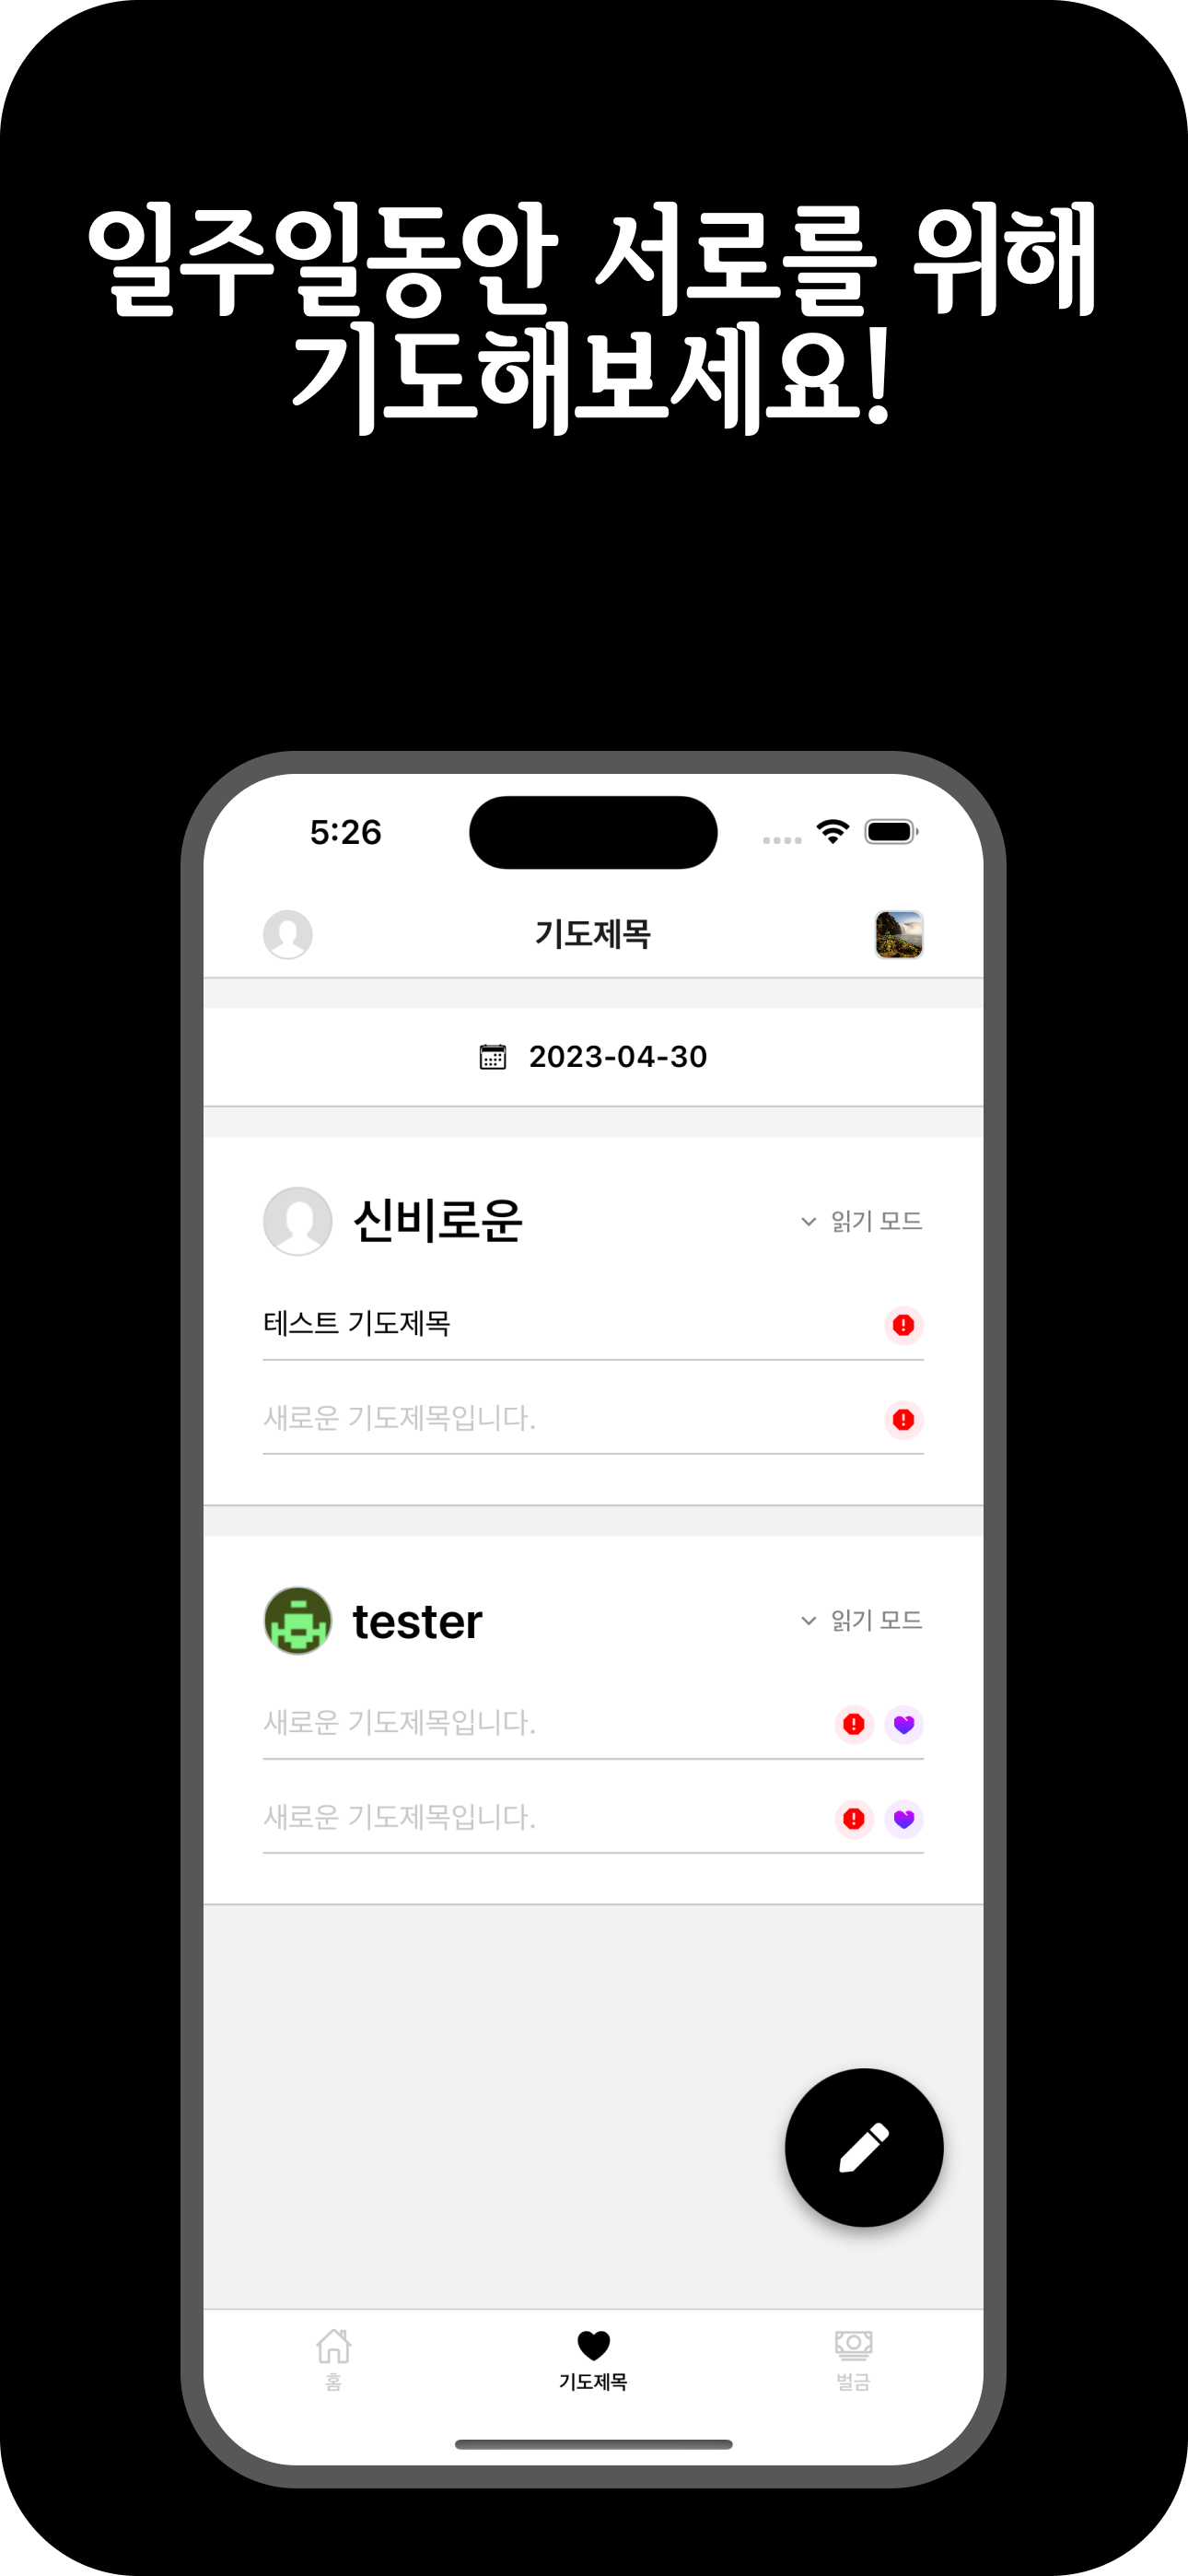 일주일동안 서로를 위해
기도해보세요!
5:26
기도제목
2023-04-30
신비로운
읽기 모드
테스트 기도제목
새로운 기도제목입니다.
tester
읽기 모드
새로운 기도제목입니다.
새로운 기도제목입니다.
홈
기도제목
벌금